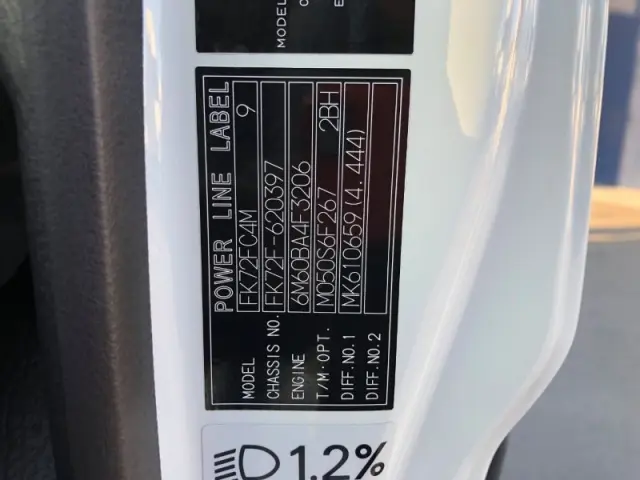 MODEL
POWER LINE LABEL
MODEL FK72FC4M 9
CHASSIS NO. FK72F-620397
ENGINE 6M60BA4F3206
T/M·OPT. M050S6F267 2BH
DIFF.NO.1 MK610659(4.444)
DIFF.NO.2
1.2%